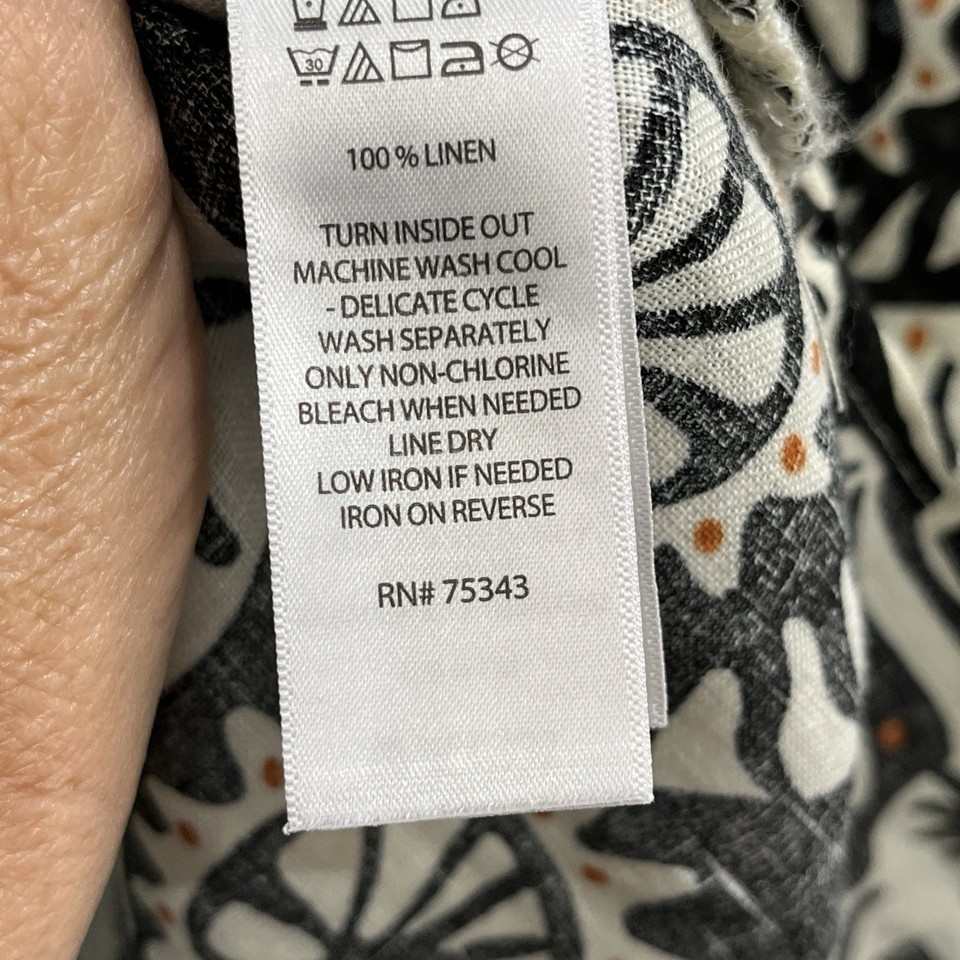 30
100 % LINEN
TURN INSIDE OUT
MACHINE WASH COOL
- DELICATE CYCLE
WASH SEPARATELY
ONLY NON-CHLORINE
BLEACH WHEN NEEDED
LINE DRY
LOW IRON IF NEEDED
IRON ON REVERSE
RN# 75343